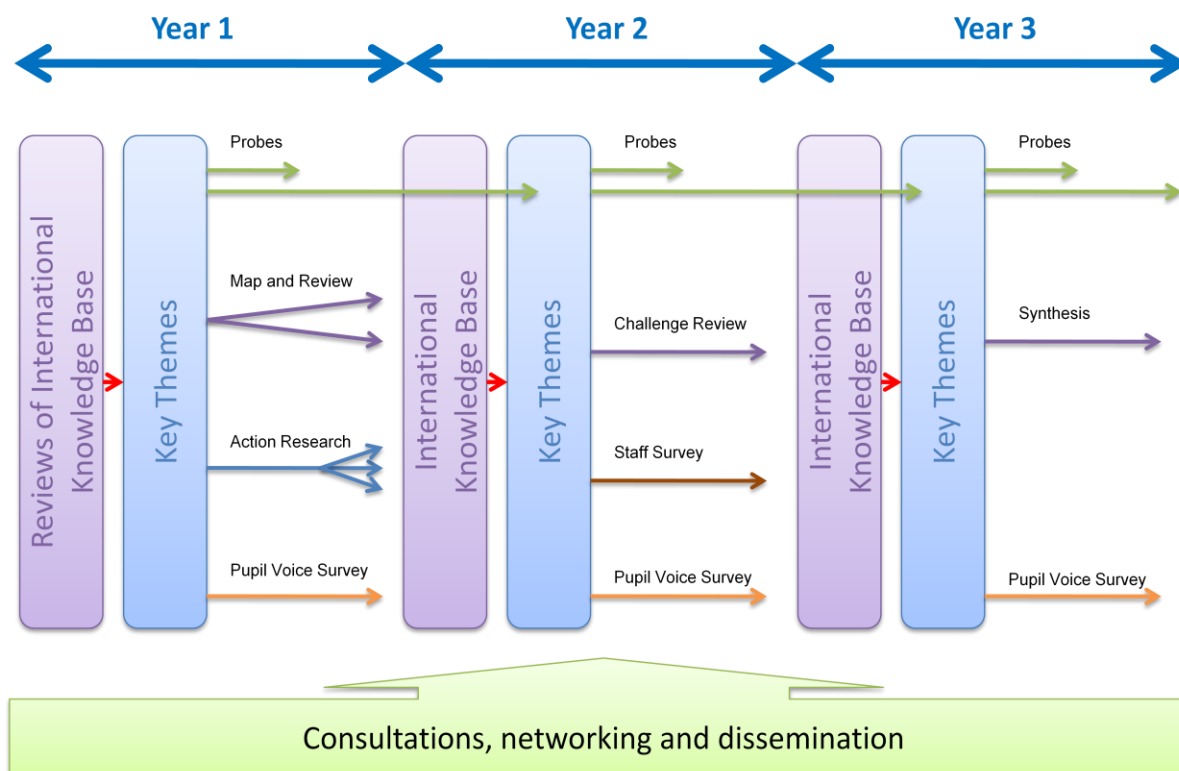 Year 1
Year 2
Year 3
Reviews of International
Knowledge Base
Key Themes
Probes
Map and Review
Action Research
Pupil Voice Survey
International
Knowledge Base
Key Themes
Probes
Challenge Review
Staff Survey
Pupil Voice Survey
International
Knowledge Base
Key Themes
Probes
Synthesis
Pupil Voice Survey
Consultations, networking and dissemination